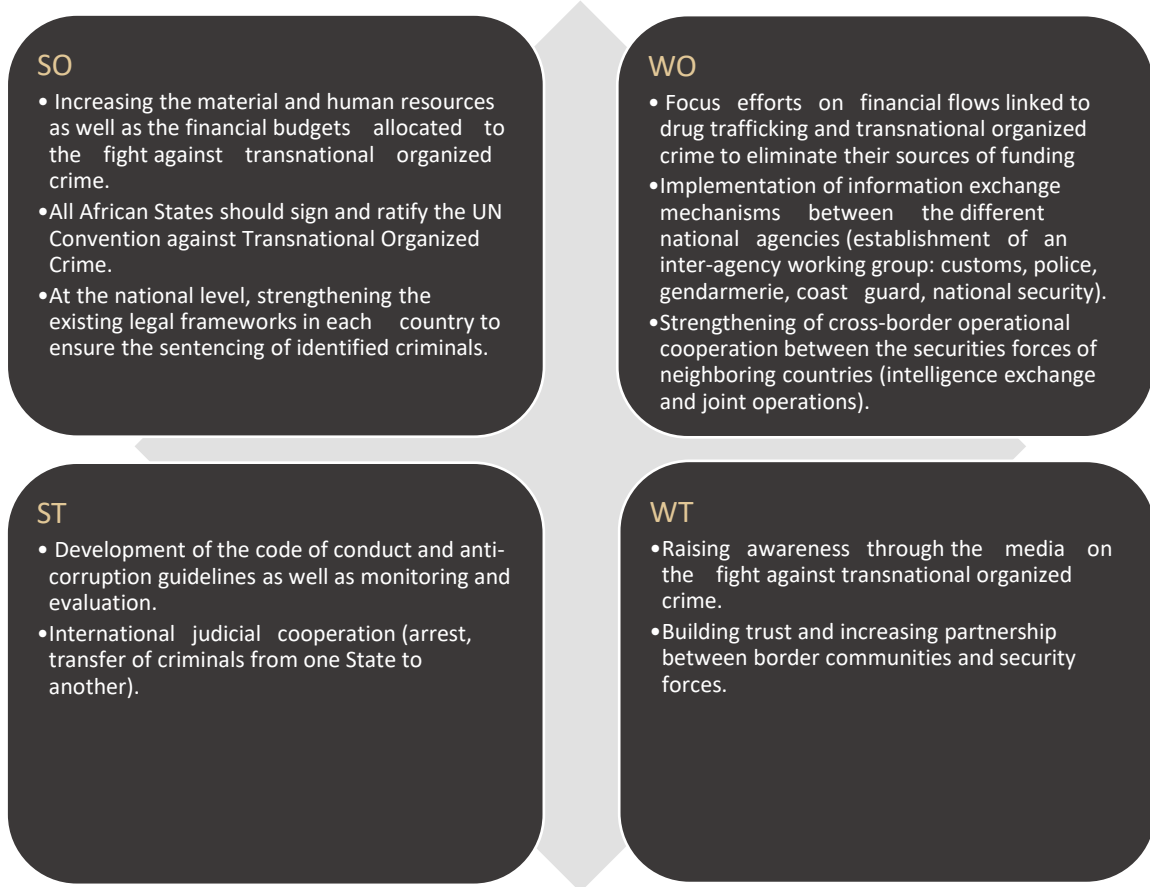 SO
• Increasing the material and human resources
as well as the financial budgets allocated to
the fight against transnational organized
crime.
•All African States should sign and ratify the UN
Convention against Transnational Organized
Crime.
•At the national level, strengthening the
existing legal frameworks in each country to
ensure the sentencing of identified criminals.
WO
• Focus efforts on financial flows linked to
drug trafficking and transnational organized
crime to eliminate their sources of funding
•Implementation of information exchange
mechanisms between the different
national agencies (establishment of an
inter-agency working group: customs, police,
gendarmerie, coast guard, national security).
•Strengthening of cross-border operational
cooperation between the securities forces of
neighboring countries (intelligence exchange
and joint operations).
ST
• Development of the code of conduct and anti-
corruption guidelines as well as monitoring and
evaluation.
•International judicial cooperation (arrest,
transfer of criminals from one State to
another).
WT
•Raising awareness through the media on
the fight against transnational organized
crime.
•Building trust and increasing partnership
between border communities and security
forces.